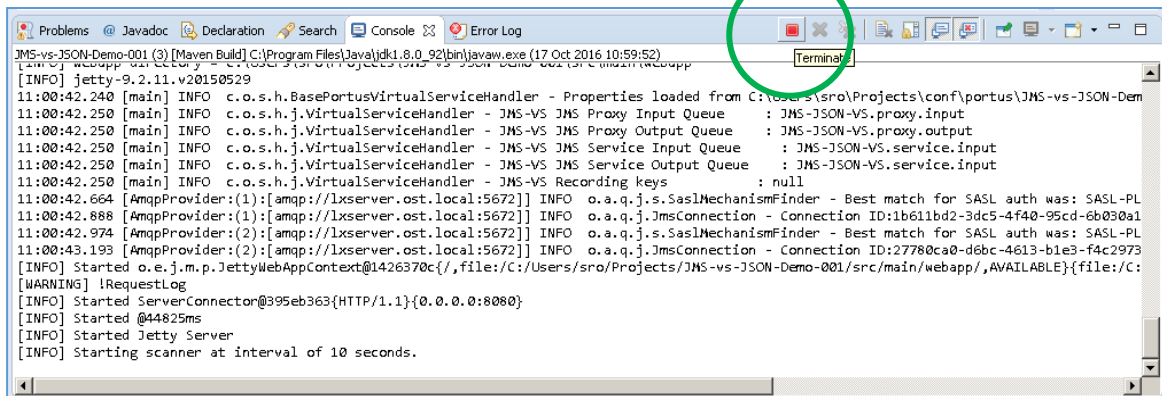 Problems @ Javadoc Declaration Search Console Error Log
JMS-vs-JSON-Demo-001 (3) [Maven Build] C:\Program Files\Java\jdk1.8.0_92\bin\javaw.exe (17 Oct 2016 10:59:52)
Terminate
[INFO] webapp directory = C:\Users\sro\Projects\JMS-vs-JSON-Demo-001\src\main\webapp
[INFO] jetty-9.2.11.v20150529
11:00:42.240 [main] INFO c.o.s.h.BasePortusVirtualServiceHandler - Properties loaded from C:\Users\sro\Projects\conf\portus\JMS-vs-JSON-Dem
11:00:42.250 [main] INFO c.o.s.h.j.VirtualServiceHandler - JMS-VS JMS Proxy Input Queue : JMS-JSON-VS.proxy.input
11:00:42.250 [main] INFO c.o.s.h.j.VirtualServiceHandler - JMS-VS JMS Proxy Output Queue : JMS-JSON-VS.proxy.output
11:00:42.250 [main] INFO c.o.s.h.j.VirtualServiceHandler - JMS-VS JMS Service Input Queue : JMS-JSON-VS.service.input
11:00:42.250 [main] INFO c.o.s.h.j.VirtualServiceHandler - JMS-VS JMS Service Output Queue : JMS-JSON-VS.service.input
11:00:42.250 [main] INFO c.o.s.h.j.VirtualServiceHandler - JMS-VS Recording keys : null
11:00:42.664 [AmqpProvider:(1):[amqp://lxserver.ost.local:5672]] INFO o.a.q.j.s.SaslMechanismFinder - Best match for SASL auth was: SASL-PL
11:00:42.888 [AmqpProvider:(1):[amqp://lxserver.ost.local:5672]] INFO o.a.q.j.JmsConnection - Connection ID:1b611bd2-3dc5-4f40-95cd-6b030a1
11:00:42.974 [AmqpProvider:(2):[amqp://lxserver.ost.local:5672]] INFO o.a.q.j.s.SaslMechanismFinder - Best match for SASL auth was: SASL-PL
11:00:43.193 [AmqpProvider:(2):[amqp://lxserver.ost.local:5672]] INFO o.a.q.j.JmsConnection - Connection ID:27780ca0-d6bc-4613-b1e3-f4c2973
[INFO] Started o.e.j.m.p.JettyWebAppContext@1426370c{/,file:/C:/Users/sro/Projects/JMS-vs-JSON-Demo-001/src/main/webapp/,AVAILABLE}{file:/C:
[WARNING] !RequestLog
[INFO] Started ServerConnector@395eb363{HTTP/1.1}{0.0.0.0:8080}
[INFO] Started @44825ms
[INFO] Started Jetty Server
[INFO] Starting scanner at interval of 10 seconds.